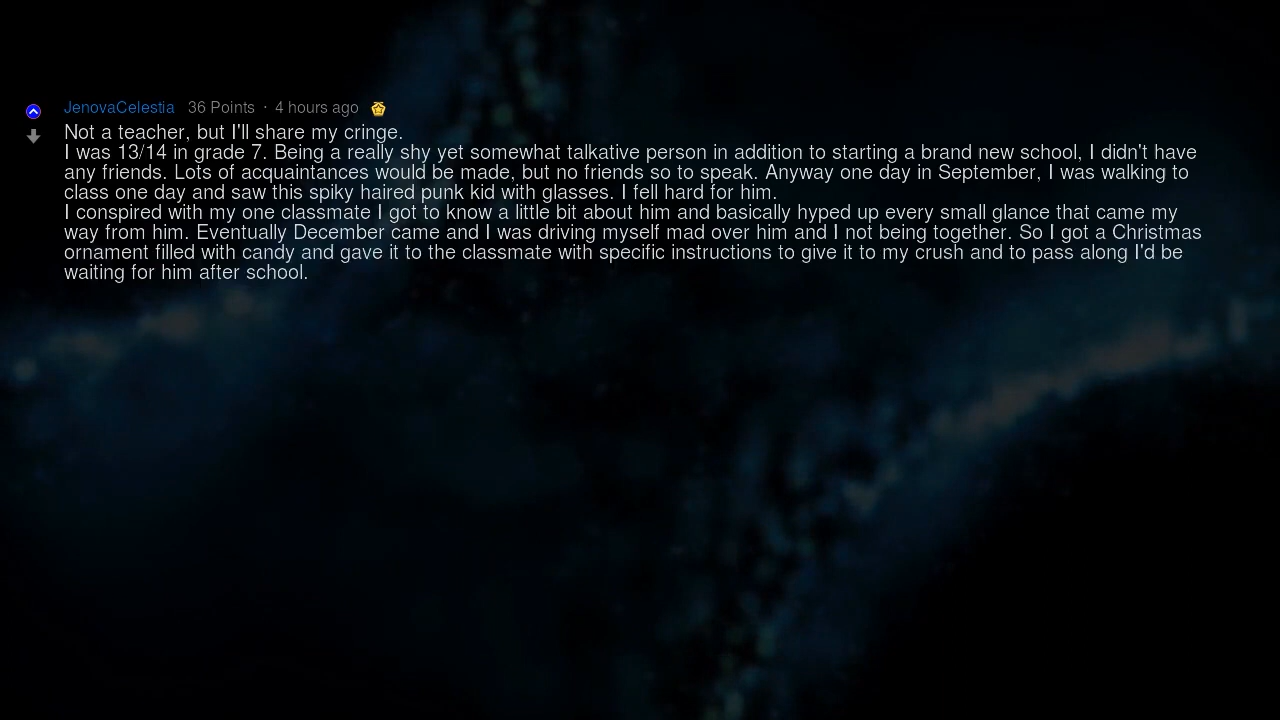 JenovaCelestia 36 Points · 4 hours ago
Not a teacher, but I'll share my cringe.
I was 13/14 in grade 7. Being a really shy yet somewhat talkative person in addition to starting a brand new school, I didn't have
any friends. Lots of acquaintances would be made, but no friends so to speak. Anyway one day in September, I was walking to
class one day and saw this spiky haired punk kid with glasses. I fell hard for him.
I conspired with my one classmate I got to know a little bit about him and basically hyped up every small glance that came my
way from him. Eventually December came and I was driving myself mad over him and I not being together. So I got a Christmas
ornament filled with candy and gave it to the classmate with specific instructions to give it to my crush and to pass along I'd be
waiting for him after school.